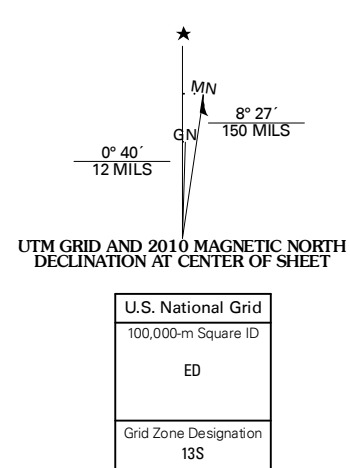 MN
8° 27´
150 MILS
GN
0° 40´
12 MILS
UTM GRID AND 2010 MAGNETIC NORTH
DECLINATION AT CENTER OF SHEET
U.S. National Grid
100,000-m Square ID
ED
Grid Zone Designation
13S